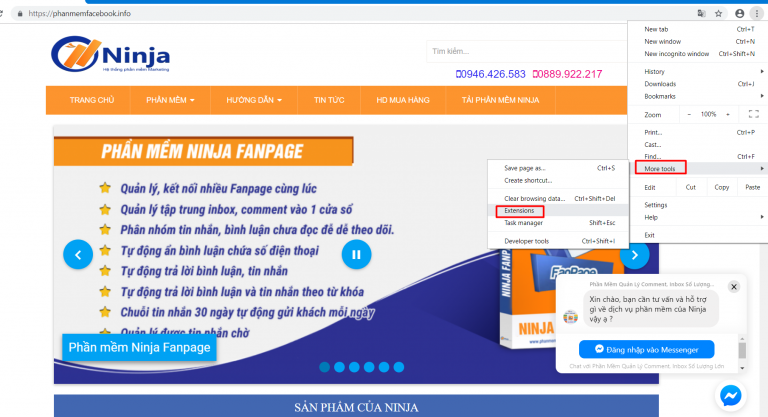 https://phanmemfacebook.info
Ninja
Hệ thống phần mềm Marketing
Tìm kiếm...
0946.426.583 0889.922.217
TRANG CHỦ PHẦN MỀM HƯỚNG DẪN TIN TỨC HD MUA HÀNG TẢI PHẦN MỀM NINJA
PHẦN MỀM NINJA FANPAGE
Quản lý, kết nối nhiều Fanpage cùng lúc
Quản lý tập trung inbox, comment vào 1 cửa sổ
Phân nhóm tin nhắn, bình luận chưa đọc để dễ theo dõi.
Tự động ẩn bình luận chứa số điện thoại
Tự động trả lời bình luận, tin nhắn
Tự động trả lời bình luận và tin nhắn theo từ khóa
Chuỗi tin nhắn 30 ngày tự động gửi khách mỗi ngày
Quản lý được tin nhắn chờ
Phần mềm Ninja Fanpage
FanPage
NINJA
NINJA
SẢN PHẨM CỦA NINJA
New tab Ctrl+T
New window Ctrl+N
New incognito window Ctrl+Shift+N
History
Downloads Ctrl+J
Bookmarks
Zoom - 100% +
Print... Ctrl+P
Cast...
Find... Ctrl+F
More tools
Edit Cut Copy Paste
Settings
Help
Exit
Save page as... Ctrl+S
Create shortcut...
Clear browsing data... Ctrl+Shift+Del
Extensions
Task manager Shift+Esc
Developer tools Ctrl+Shift+I
Phần Mềm Quản Lý Comment, Inbox Số Lượng...
Xin chào, bạn cần tư vấn và hỗ trợ
gì về dịch vụ phần mềm của Ninja
vậy ạ ?
Đăng nhập vào Messenger
Chat với Phần Mềm Quản Lý Comment, Inbox Số Lượng Lớn